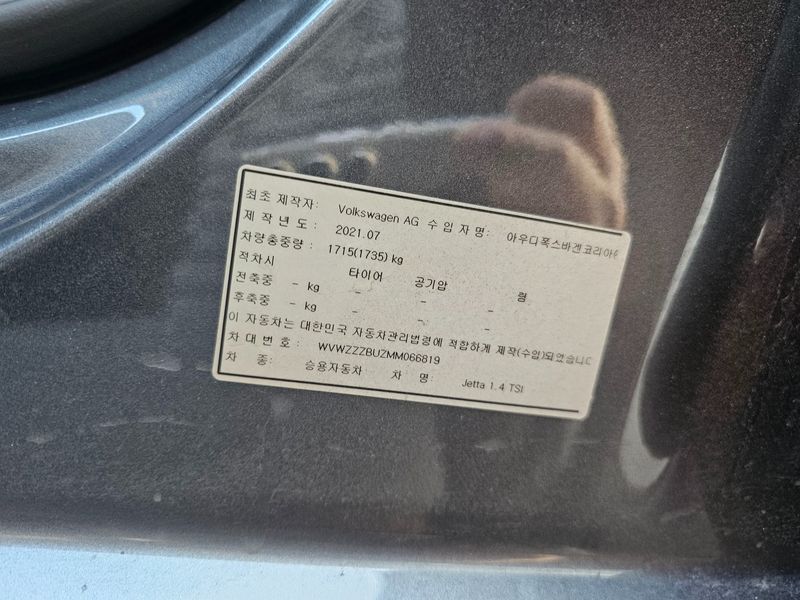 최초 제작자: Volkswagen AG 수 입 자 명: 아우디폭스바겐코리아
제 작 년 도 : 2021.07
차량총중량 : 1715(1735) kg
적차시 타이어 공기압 림
전축중 - kg - - -
후축중 - kg - - -
이 자동차는 대한민국 자동차관리법령에 적합하게 제작(수입)되었습니다
차 대 번 호 : WVWZZZBUZMM066819
차 종: 승용자동차 차 명: Jetta 1.4 TSI